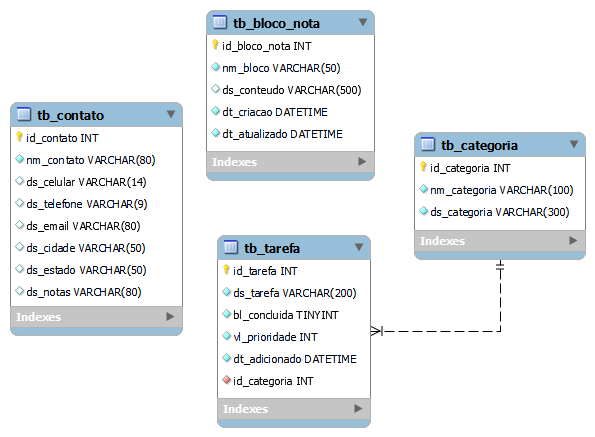 tb_bloco_nota
id_bloco_nota INT
nm_bloco VARCHAR(50)
ds_conteudo VARCHAR(500)
dt_criacao DATETIME
dt_atualizado DATETIME
Indexes
tb_contato
id_contato INT
nm_contato VARCHAR(80)
ds_celular VARCHAR(14)
ds_telefone VARCHAR(9)
ds_email VARCHAR(80)
ds_cidade VARCHAR(50)
ds_estado VARCHAR(50)
ds_notas VARCHAR(80)
Indexes
tb_categoria
id_categoria INT
nm_categoria VARCHAR(100)
ds_categoria VARCHAR(300)
Indexes
tb_tarefa
id_tarefa INT
ds_tarefa VARCHAR(200)
bl_concluida TINYINT
vl_prioridade INT
dt_adicionado DATETIME
id_categoria INT
Indexes